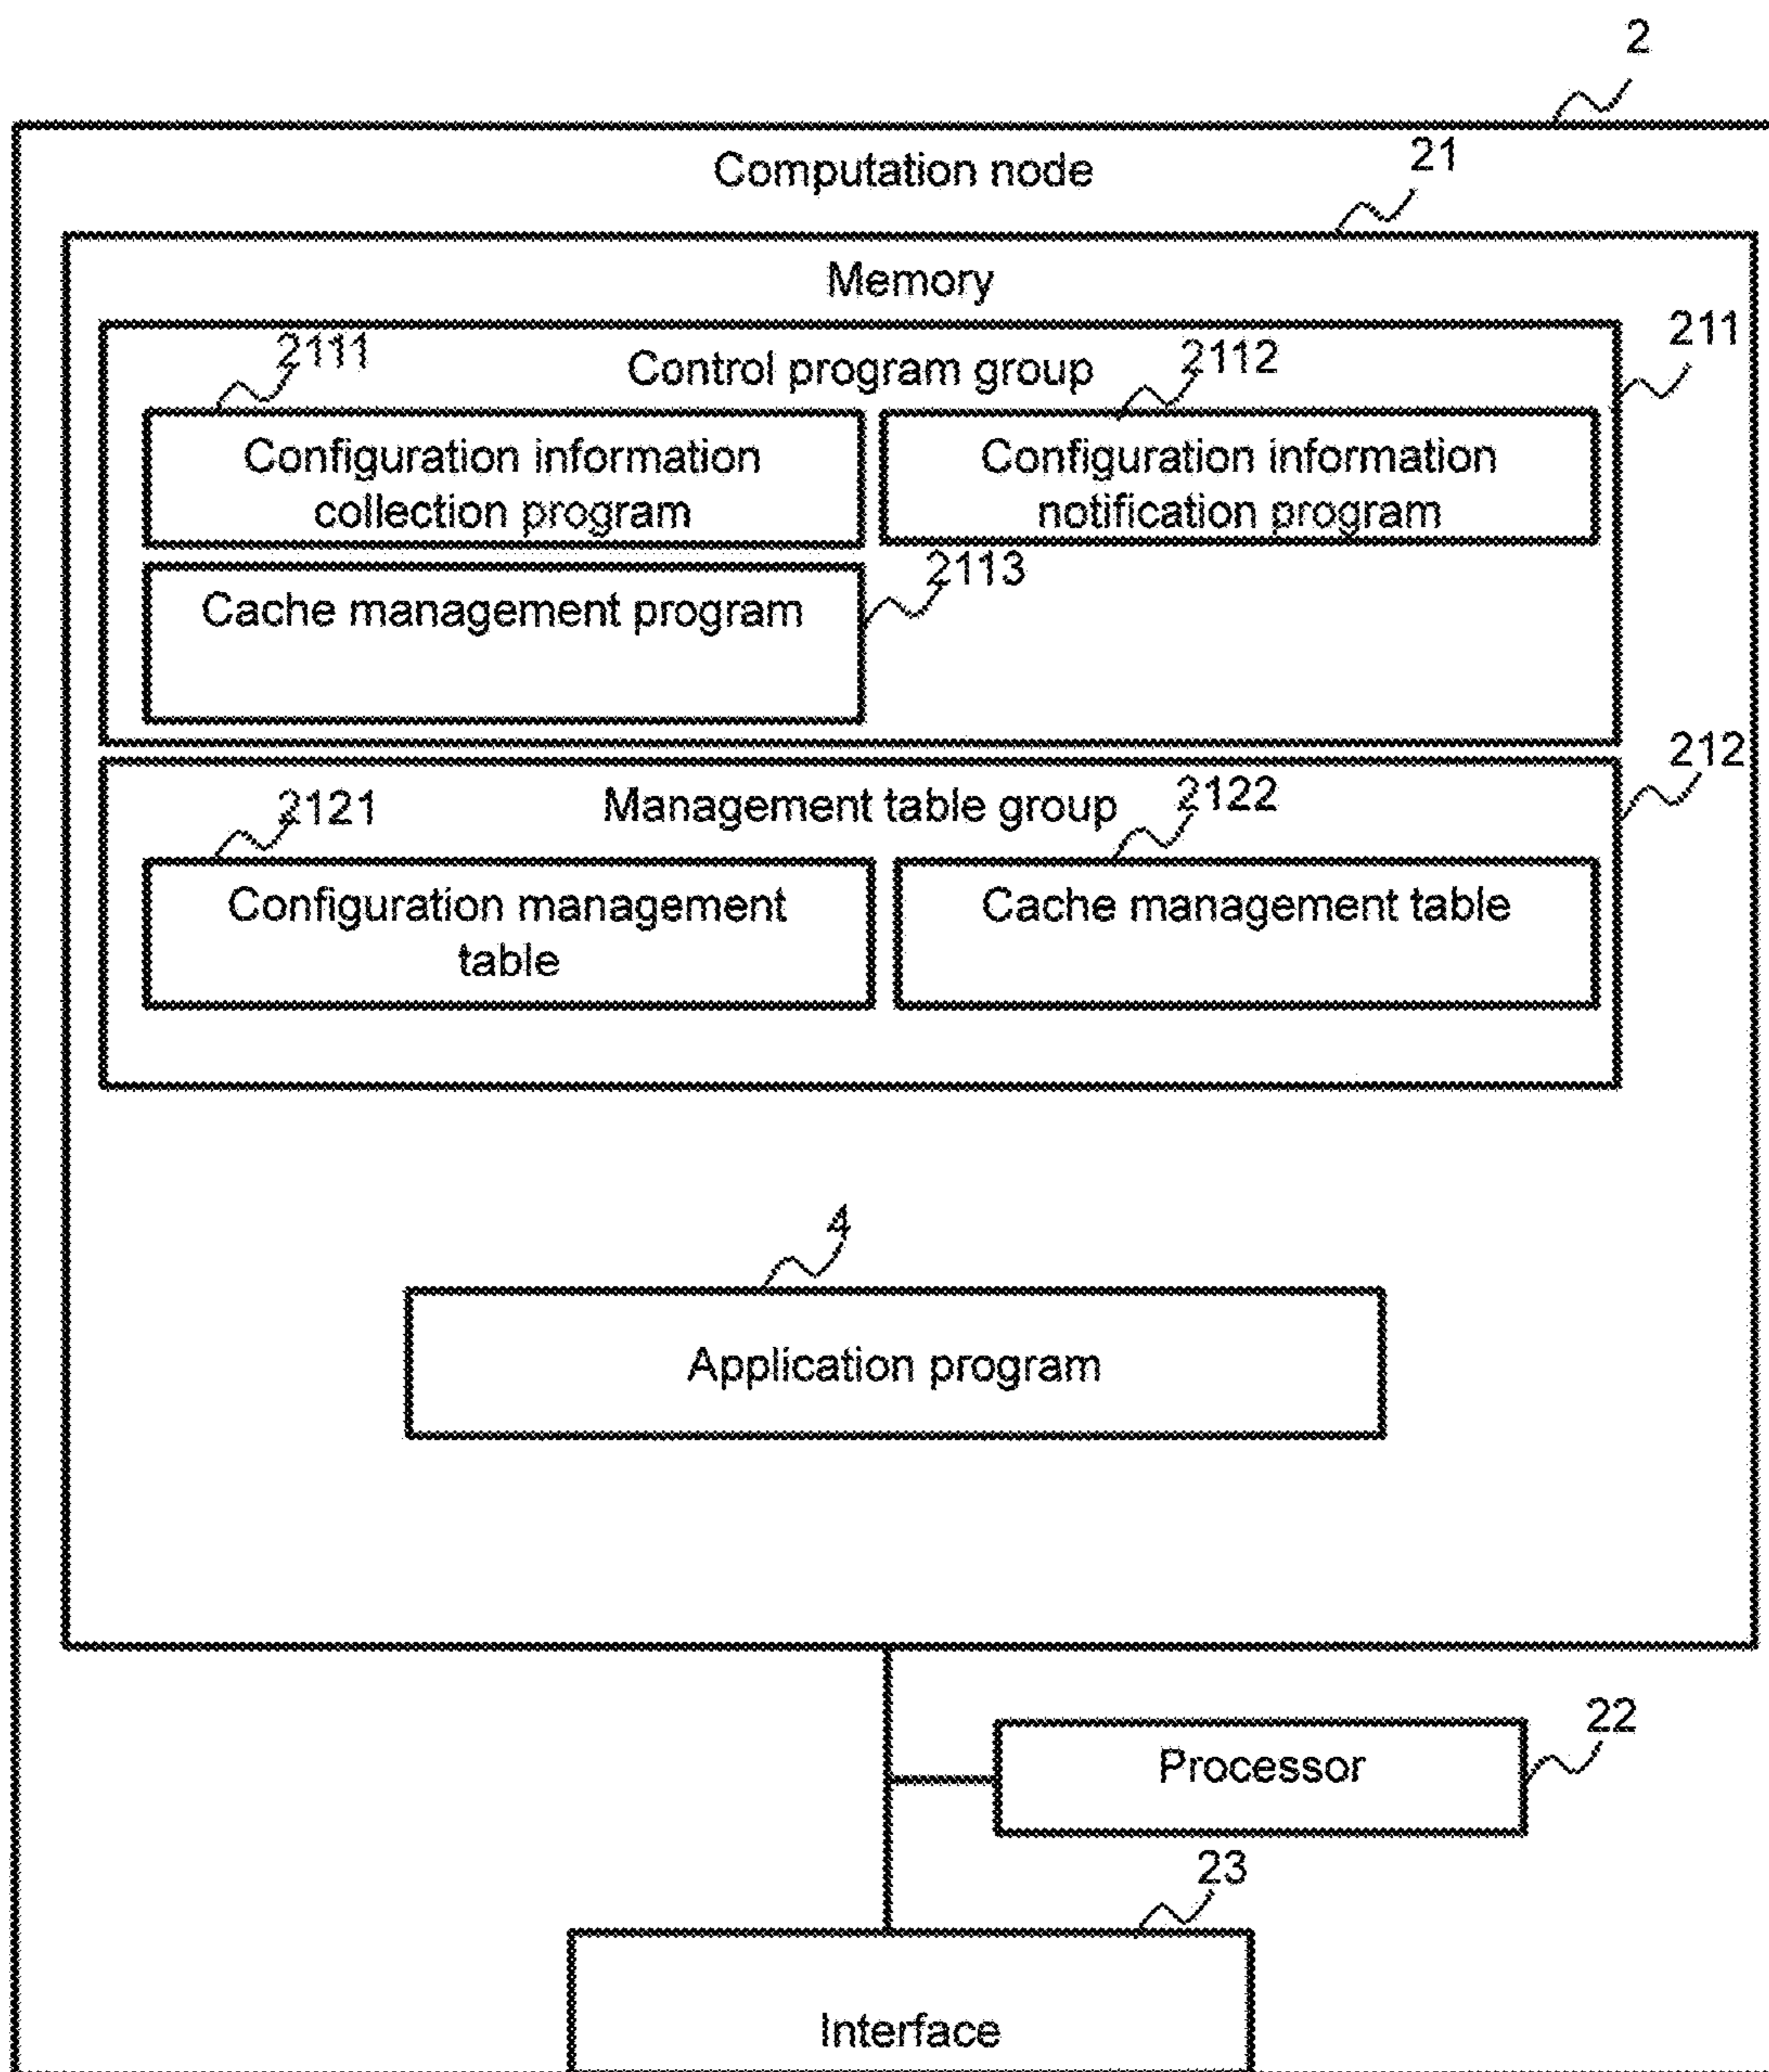 2
Computation node
21
Memory
211
2111
Control program group
2112
Configuration information
collection program
Configuration information
notification program
2113
Cache management program
212
2121
Management table group
2122
Configuration management
table
Cache management table
4
Application program
22
Processor
23
Interface